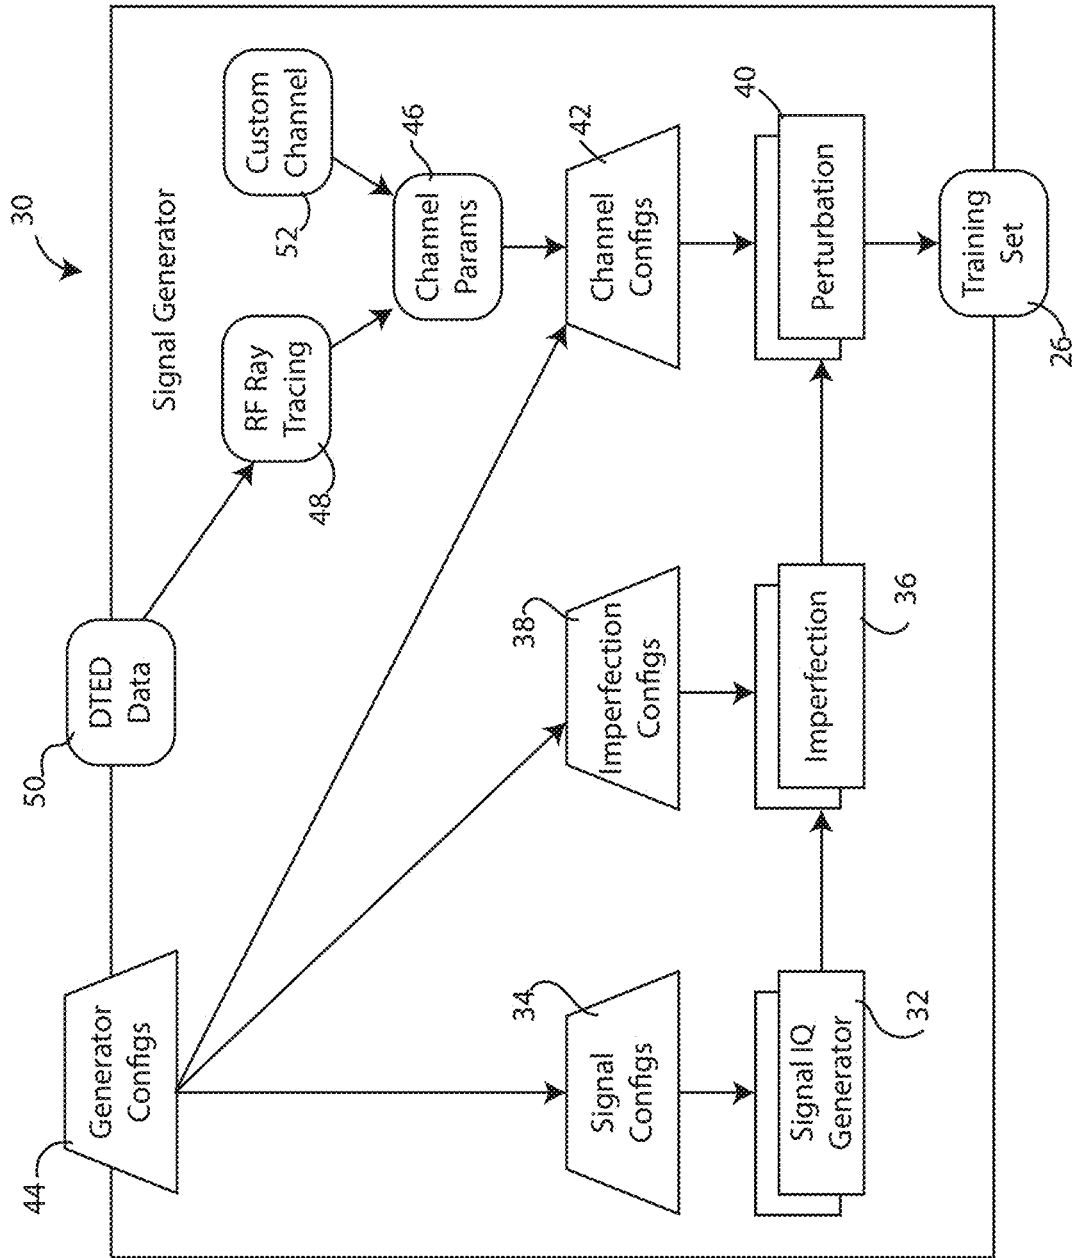 30
Signal Generator
44
Generator
Configs
50
DTED
Data
RF Ray
Tracing
48
Custom
Channel
52
Channel
Params
46
34
Signal
Configs
38
Imperfection
Configs
42
Channel
Configs
Signal IQ
Generator
32
Imperfection
36
Perturbation
40
Training
Set
26